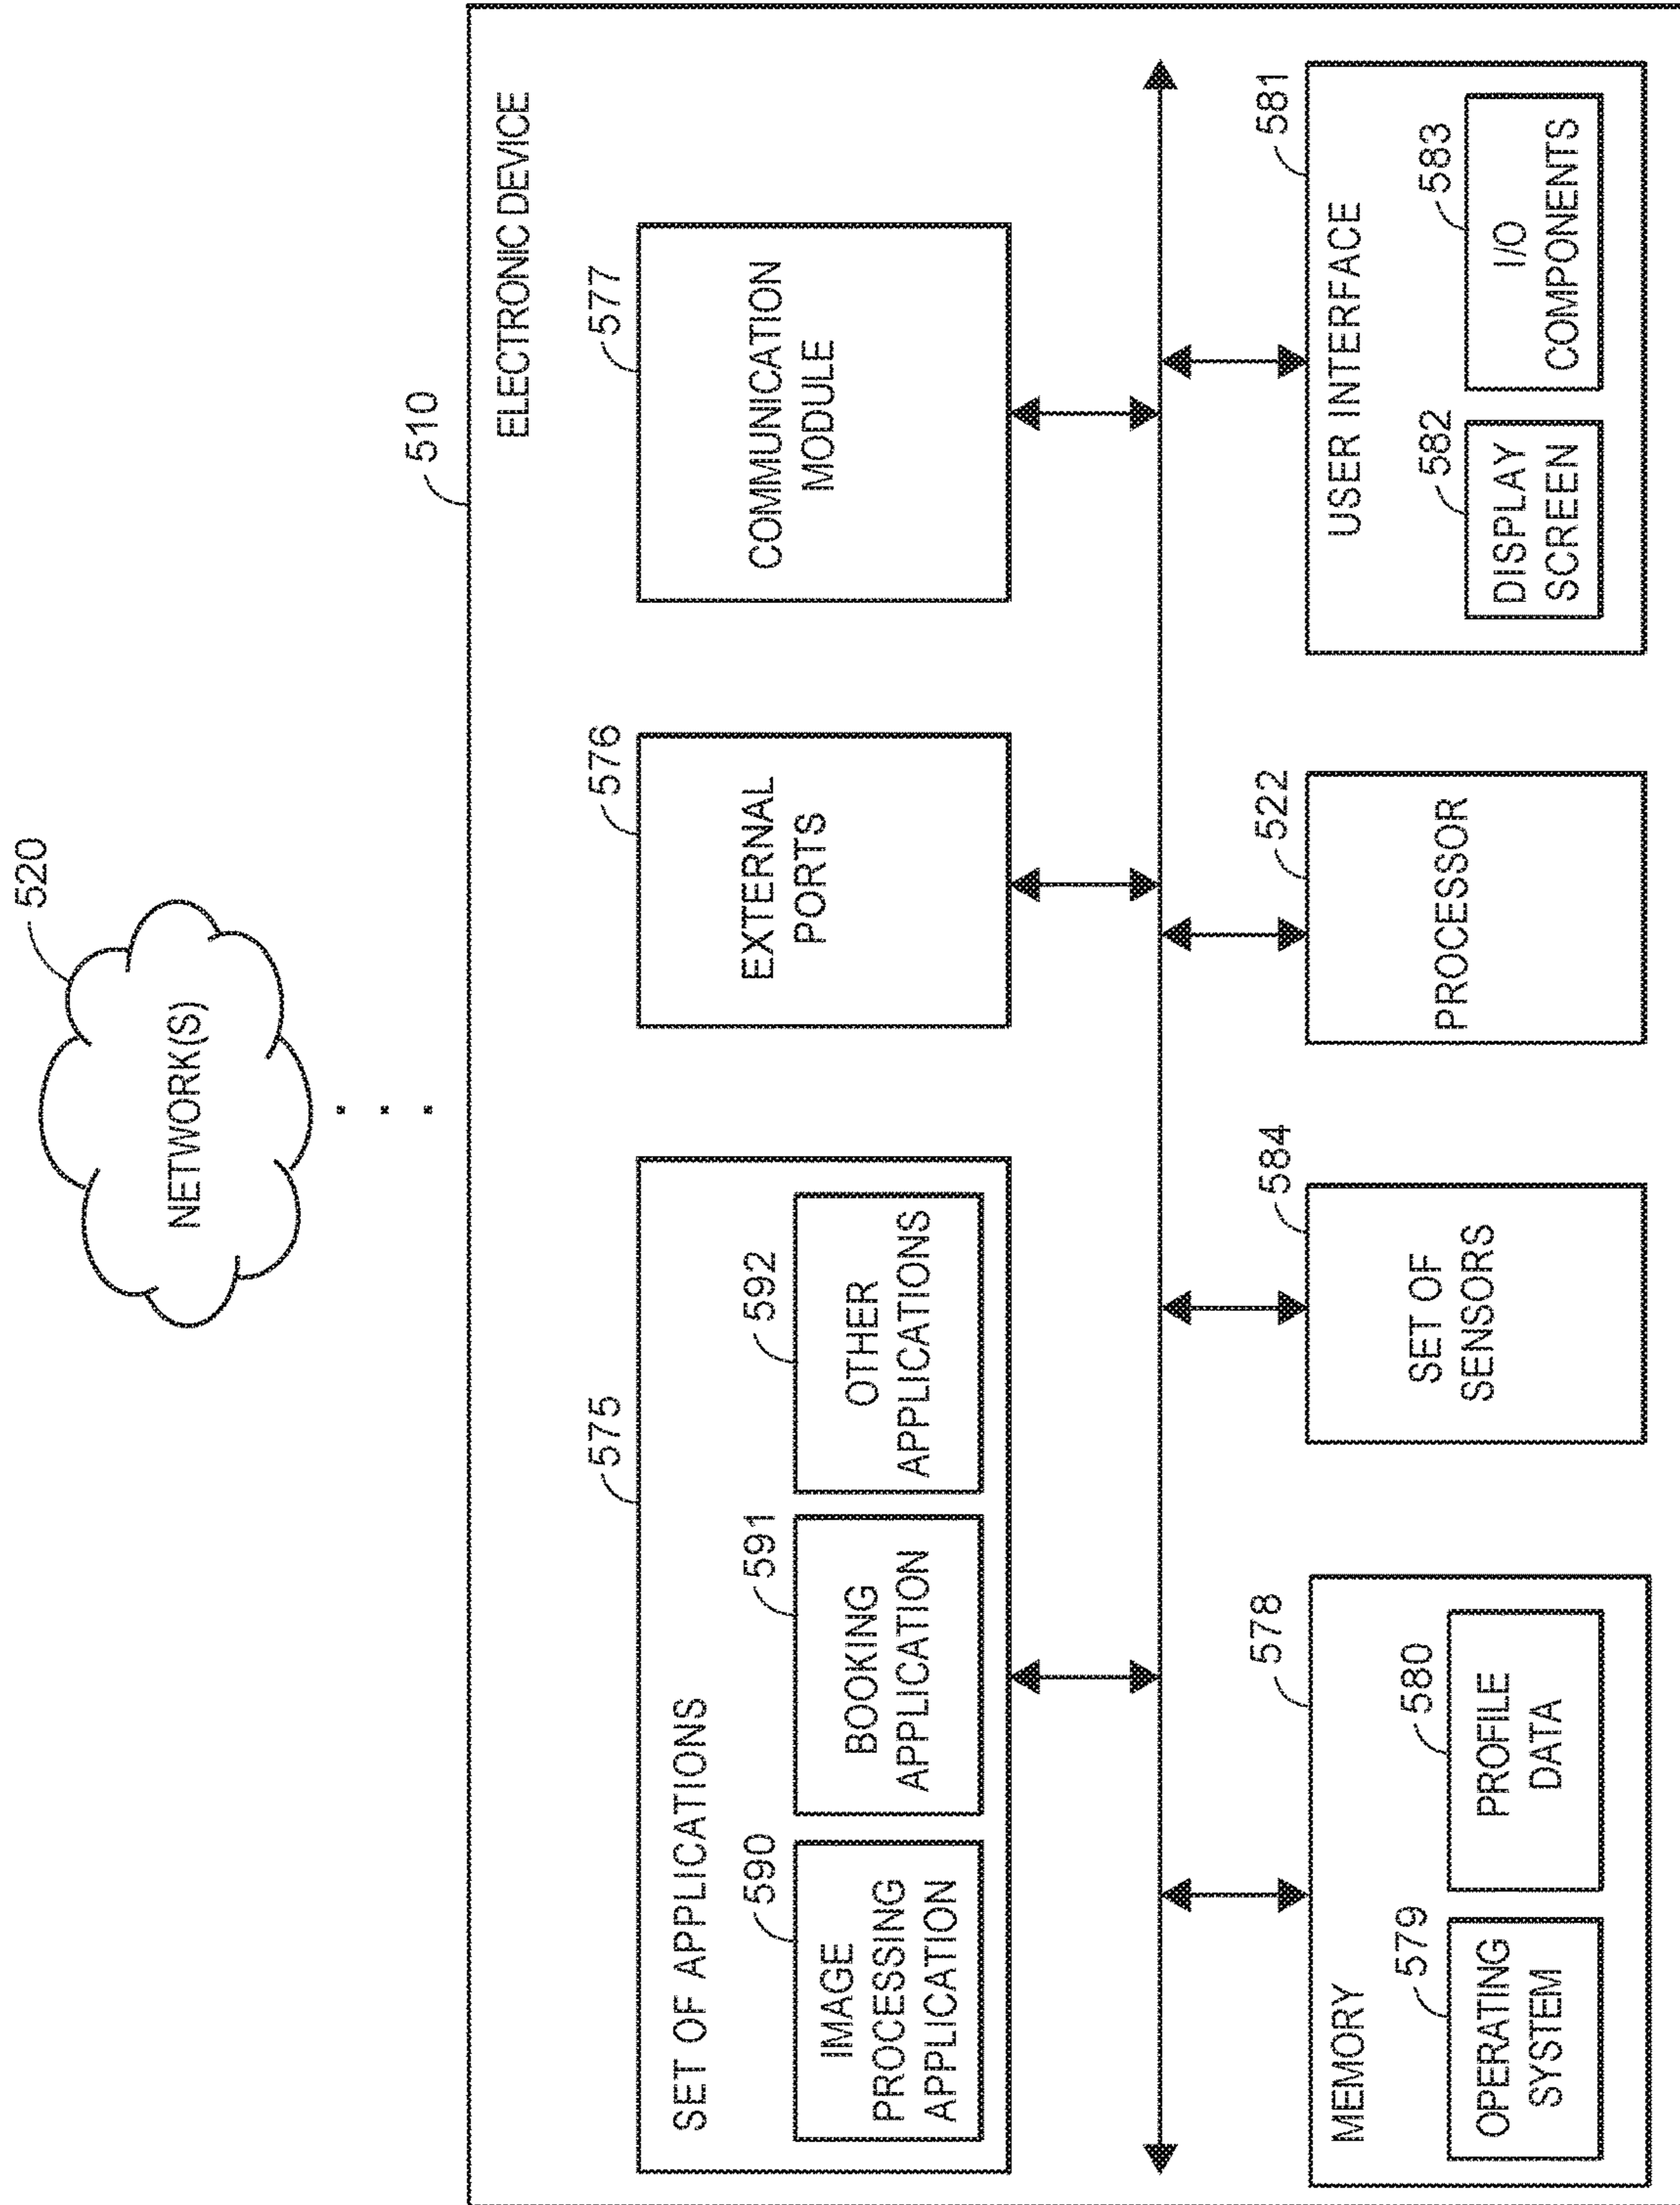 520
NETWORK(S)
510
ELECTRONIC DEVICE
575
SET OF APPLICATIONS
590
IMAGE
PROCESSING
APPLICATION
591
BOOKING
APPLICATION
592
OTHER
APPLICATIONS
576
EXTERNAL
PORTS
577
COMMUNICATION
MODULE
578
MEMORY
579
OPERATING
SYSTEM
580
PROFILE
DATA
584
SET OF
SENSORS
522
PROCESSOR
581
USER INTERFACE
582
DISPLAY
SCREEN
583
I/O
COMPONENTS